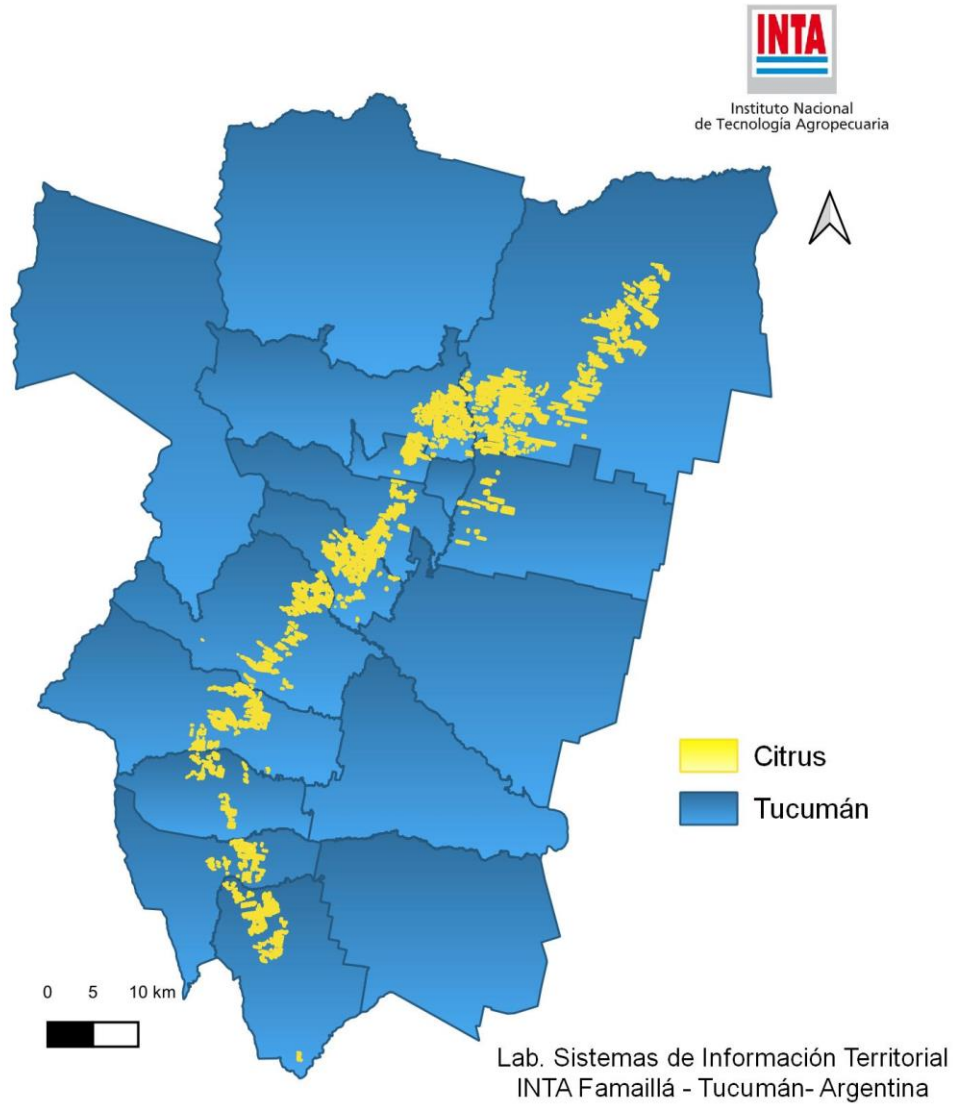 INTA
Instituto Nacional
de Tecnología Agropecuaria
Citrus
Tucumán
0 5 10 km
Lab. Sistemas de Información Territorial
INTA Famaillá - Tucumán- Argentina